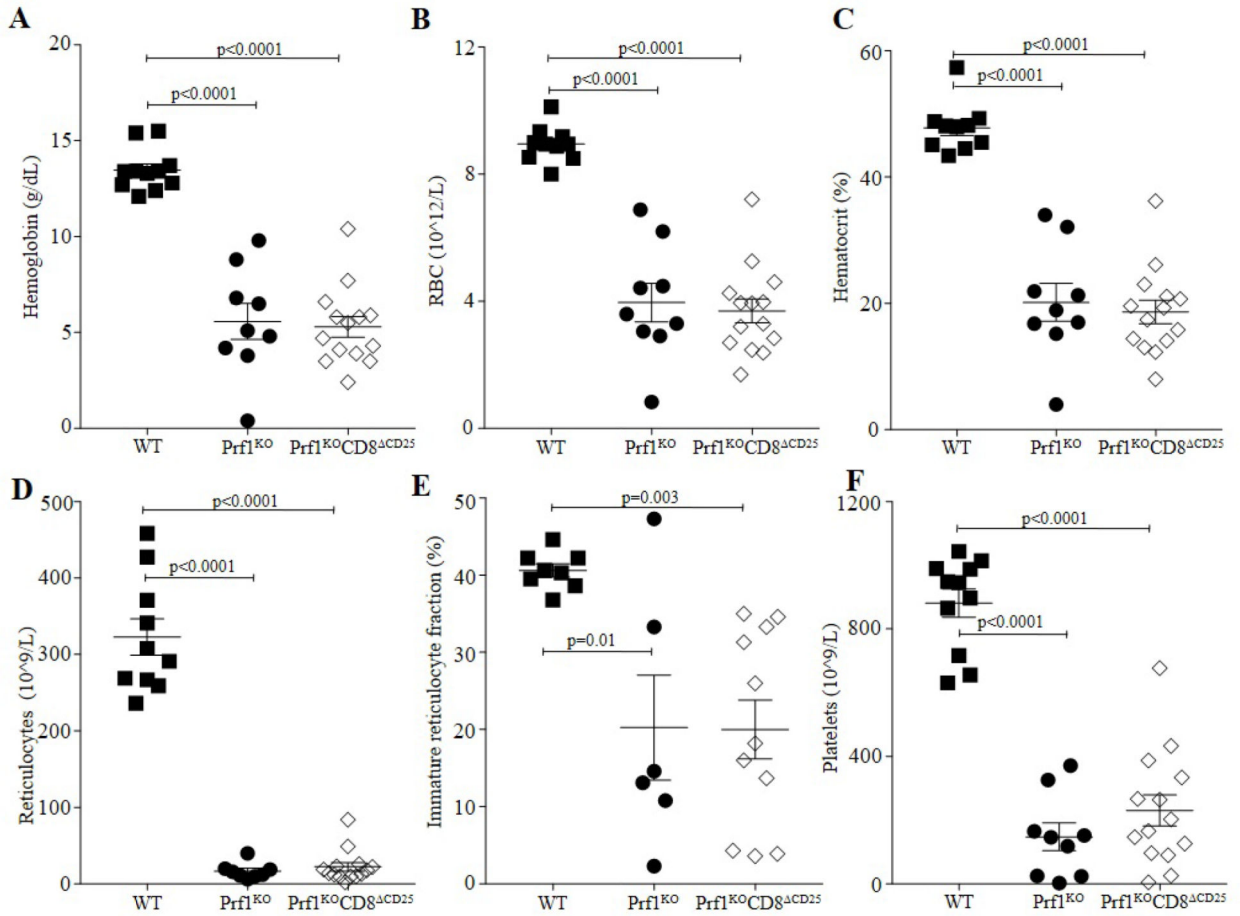 A
B
C
20
15
10
5
0
Hemoglobin (g/dL)
p<0.0001
p<0.0001
WT
Prf1KO
Prf1KOCD8ΔCD25
12
8
4
0
RBC (10^12/L)
p<0.0001
p<0.0001
WT
Prf1KO
Prf1KOCD8ΔCD25
60
40
20
0
Hematocrit (%)
p<0.0001
p<0.0001
WT
Prf1KO
Prf1KOCD8ΔCD25
D
E
F
500
400
300
200
100
0
Reticulocytes (10^9/L)
p<0.0001
p<0.0001
WT
Prf1KO
Prf1KOCD8ΔCD25
50
40
30
20
10
0
Immature reticulocyte fraction (%)
p=0.003
p=0.01
WT
Prf1KO
Prf1KOCD8ΔCD25
1200
800
400
0
Platelets (10^9/L)
p<0.0001
p<0.0001
WT
Prf1KO
Prf1KOCD8ΔCD25